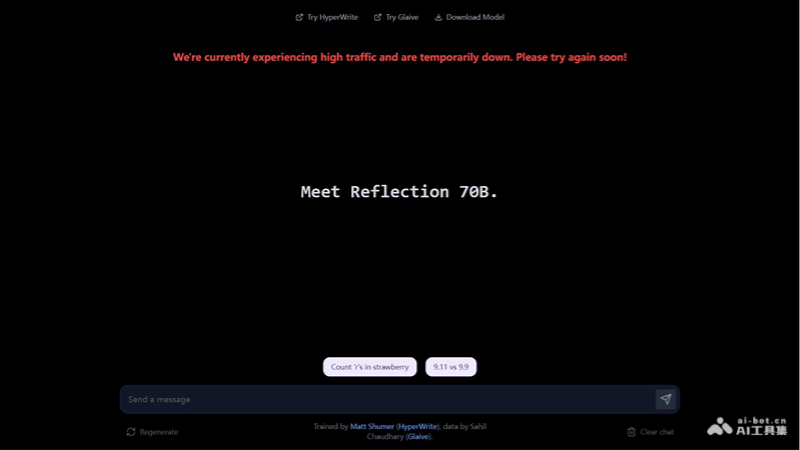 Try HyperWrite Try Glaive Download Model
We're currently experiencing high traffic and are temporarily down. Please try again soon!
Meet Reflection 70B.
Count 'r's in strawberry 9.11 vs 9.9
Send a message
Regenerate
Trained by Matt Shumer (HyperWrite), data by Sahil
Chaudhary (Glaive).
Clear chat
ai-bot.cn
AI工具集